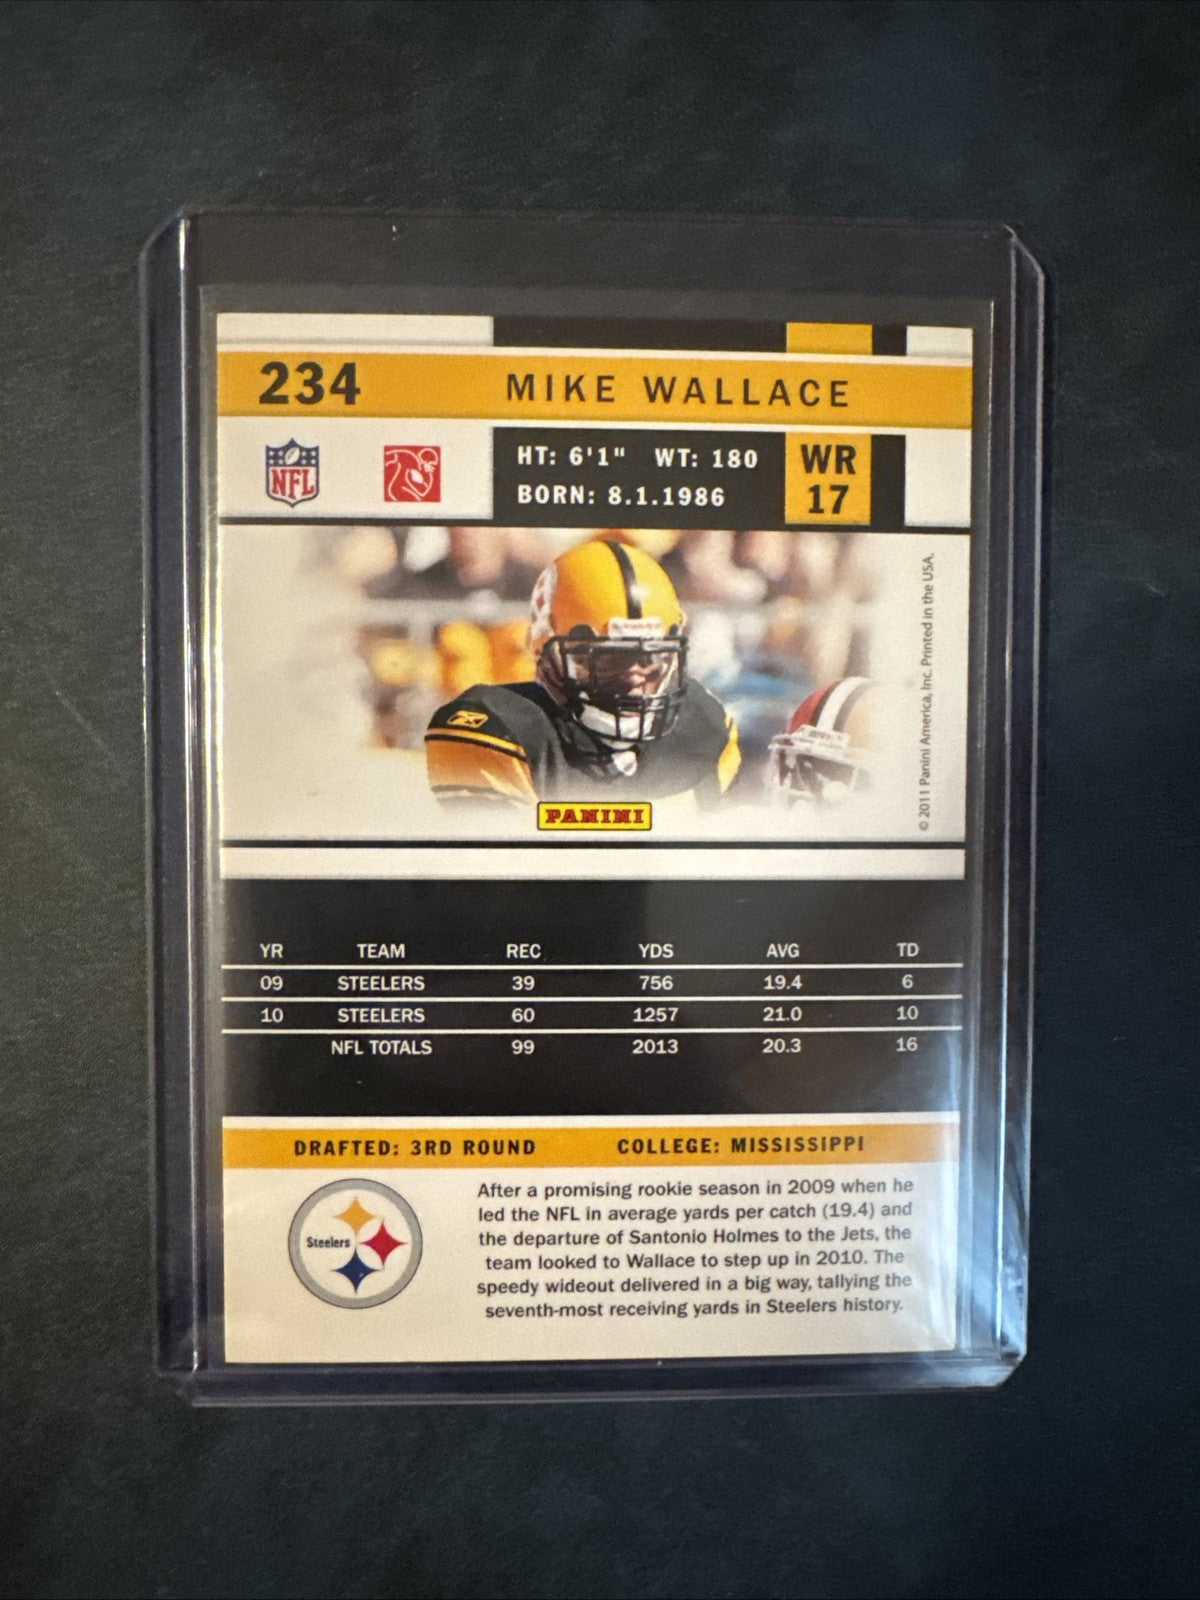 234 MIKE WALLACE
NFL
HT: 6'1" WT: 180
BORN: 8.1.1986
WR
17
© 2011 Panini America, Inc. Printed in the USA.
PANINI
YR TEAM REC YDS AVG TD
09 STEELERS 39 756 19.4 6
10 STEELERS 60 1257 21.0 10
NFL TOTALS 99 2013 20.3 16
DRAFTED: 3RD ROUND COLLEGE: MISSISSIPPI
Steelers
After a promising rookie season in 2009 when he
led the NFL in average yards per catch (19.4) and
the departure of Santonio Holmes to the Jets, the
team looked to Wallace to step up in 2010. The
speedy wideout delivered in a big way, tallying the
seventh-most receiving yards in Steelers history.